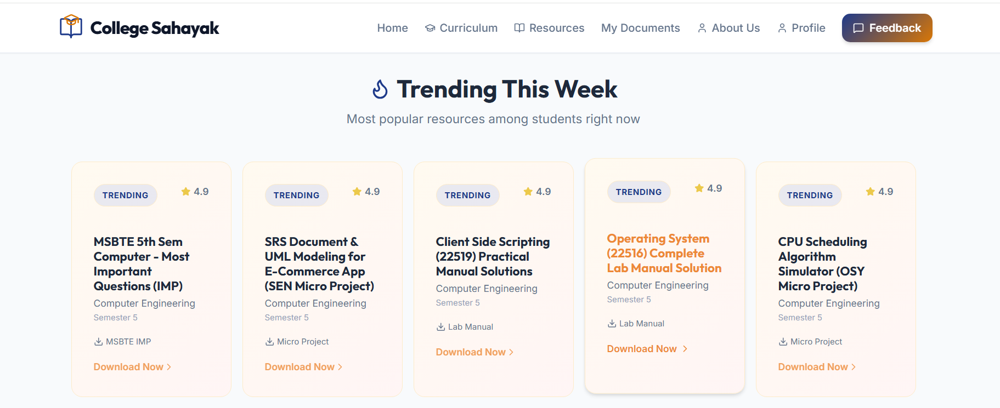 College Sahayak
Home Curriculum Resources My Documents About Us Profile Feedback
Trending This Week
Most popular resources among students right now
TRENDING 4.9
MSBTE 5th Sem
Computer - Most
Important
Questions (IMP)
Computer Engineering
Semester 5
MSBTE IMP
Download Now
TRENDING 4.9
SRS Document &
UML Modeling for
E-Commerce App
(SEN Micro Project)
Computer Engineering
Semester 5
Micro Project
Download Now
TRENDING 4.9
Client Side Scripting
(22519) Practical
Manual Solutions
Computer Engineering
Semester 5
Lab Manual
Download Now
TRENDING 4.9
Operating System
(22516) Complete
Lab Manual Solution
Computer Engineering
Semester 5
Lab Manual
Download Now
TRENDING 4.9
CPU Scheduling
Algorithm
Simulator (OSY
Micro Project)
Computer Engineering
Semester 5
Micro Project
Download Now